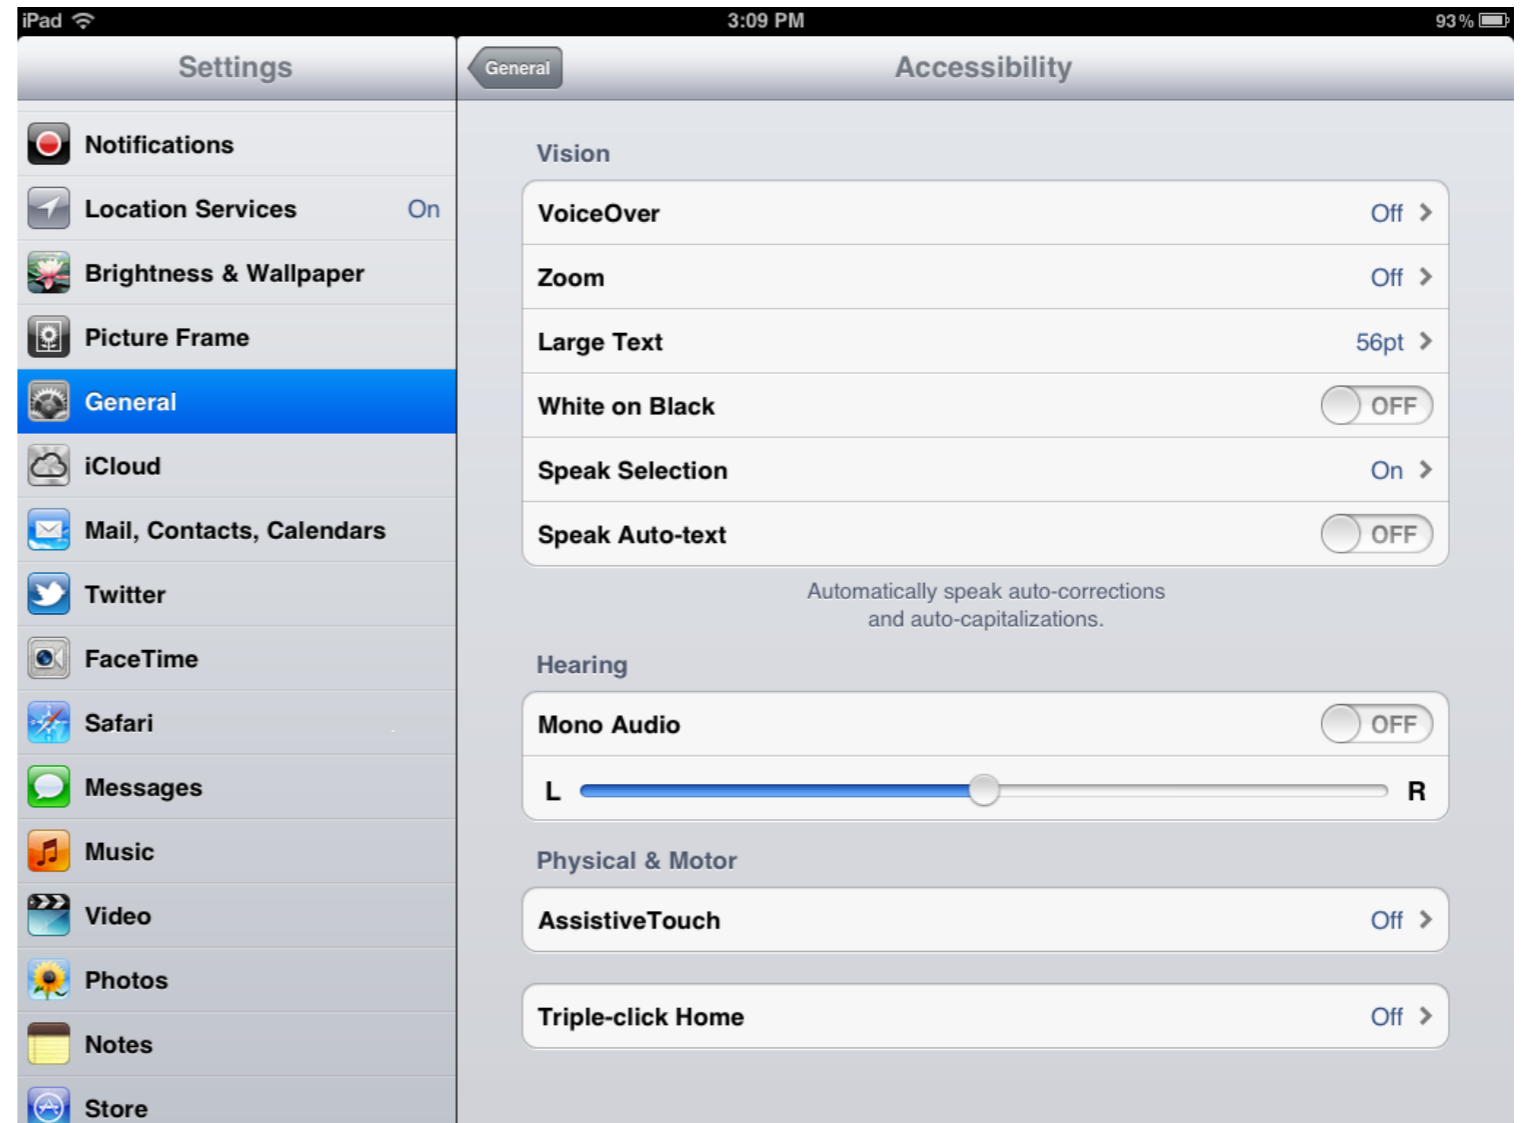 iPad 3:09 PM 93%
Settings
General Accessibility
Notifications
Location Services On
Brightness & Wallpaper
Picture Frame
General
iCloud
Mail, Contacts, Calendars
Twitter
FaceTime
Safari
Messages
Music
Video
Photos
Notes
Store
Vision
VoiceOver Off
Zoom Off
Large Text 56pt
White on Black OFF
Speak Selection On
Speak Auto-text OFF
Automatically speak auto-corrections
and auto-capitalizations.
Hearing
Mono Audio OFF
L R
Physical & Motor
AssistiveTouch Off
Triple-click Home Off